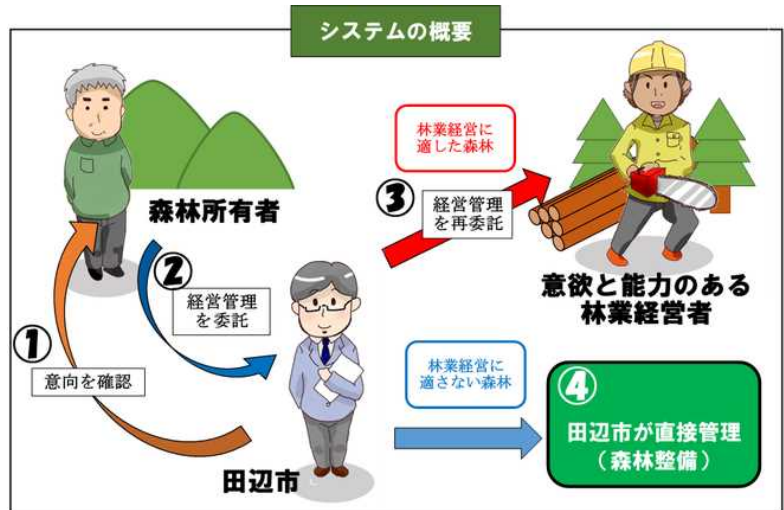 システムの概要
森林所有者
①
意向を確認
②
経営管理
を委託
田辺市
林業経営に
適した森林
③
経営管理
を再委託
意欲と能力のある
林業経営者
林業経営に
適さない森林
④
田辺市が直接管理
（森林整備）